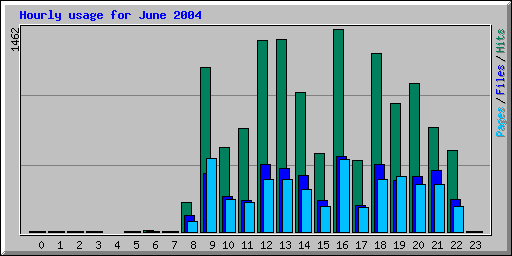 Hourly usage for June 2004
1462
Pages / Files / Hits
0 1 2 3 4 5 6 7 8 9 10 11 12 13 14 15 16 17 18 19 20 21 22 23